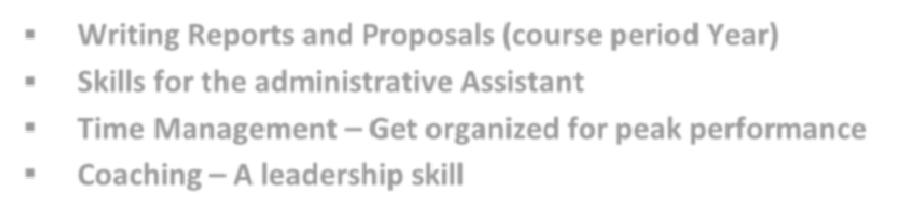 ▪ Writing Reports and Proposals (course period Year)
▪ Skills for the administrative Assistant
▪ Time Management – Get organized for peak performance
▪ Coaching – A leadership skill